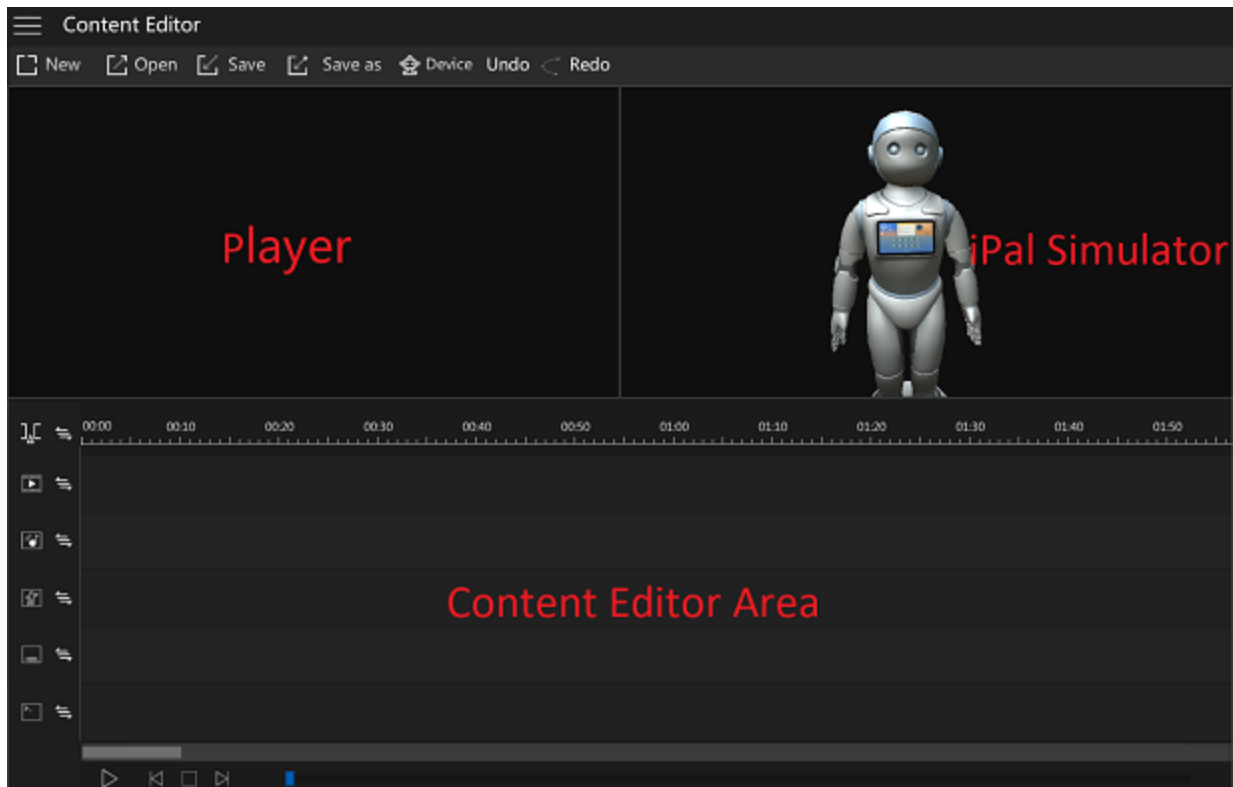 Content Editor
New Open Save Save as Device Undo Redo
Player
iPal Simulator
00:00 00:10 00:20 00:30 00:40 00:50 01:00 01:10 01:20 01:30 01:40 01:50
Content Editor Area